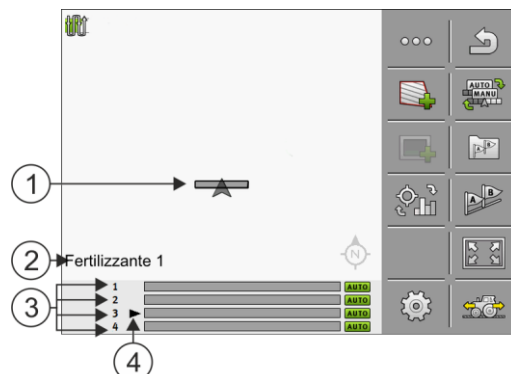 AUTO
MANU
1
A B
A B
N
2
Fertilizzante 1
1 AUTO
2 AUTO
3
3 AUTO
4 AUTO
4